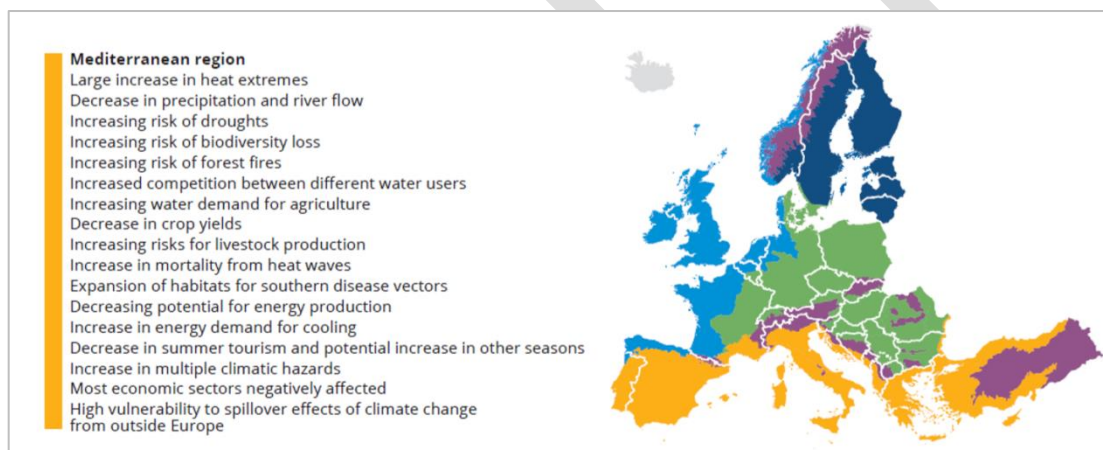 Mediterranean region
Large increase in heat extremes
Decrease in precipitation and river flow
Increasing risk of droughts
Increasing risk of biodiversity loss
Increasing risk of forest fires
Increased competition between different water users
Increasing water demand for agriculture
Decrease in crop yields
Increasing risks for livestock production
Increase in mortality from heat waves
Expansion of habitats for southern disease vectors
Decreasing potential for energy production
Increase in energy demand for cooling
Decrease in summer tourism and potential increase in other seasons
Increase in multiple climatic hazards
Most economic sectors negatively affected
High vulnerability to spillover effects of climate change
from outside Europe